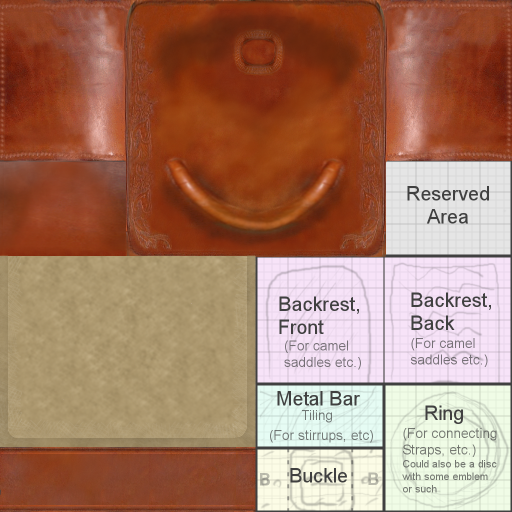 Reserved
Area
Backrest,
Front
(For camel
saddles etc.)
Backrest,
Back
(For camel
saddles etc.)
Metal Bar
Tiling
(For stirrups, etc)
Ring
(For connecting
Straps, etc.)
Could also be a disc
with some emblem
or such
B
Buckle
B